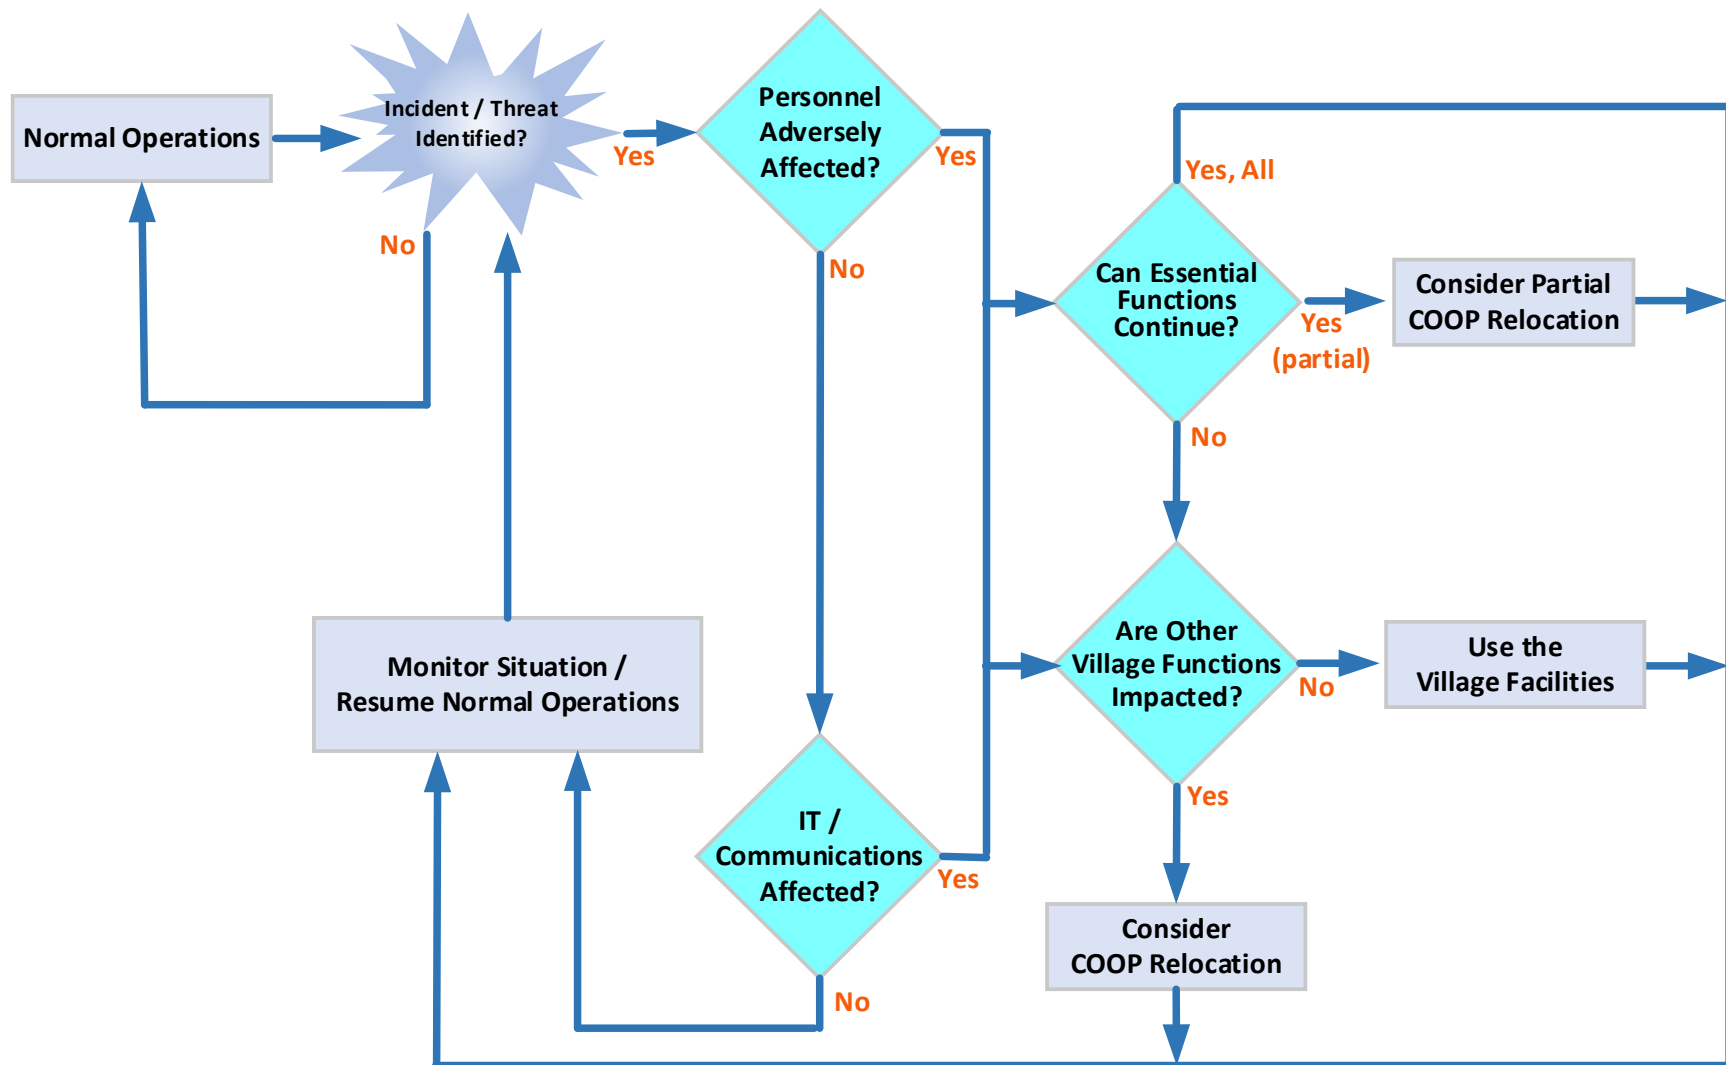 Normal Operations
Incident / Threat
Identified?
Yes
No
Personnel
Adversely
Affected?
Yes
No
Yes, All
Can Essential
Functions
Continue?
Yes
(partial)
No
Consider Partial
COOP Relocation
Monitor Situation /
Resume Normal Operations
Are Other
Village Functions
Impacted?
No
Yes
Use the
Village Facilities
IT /
Communications
Affected?
Yes
No
Consider
COOP Relocation